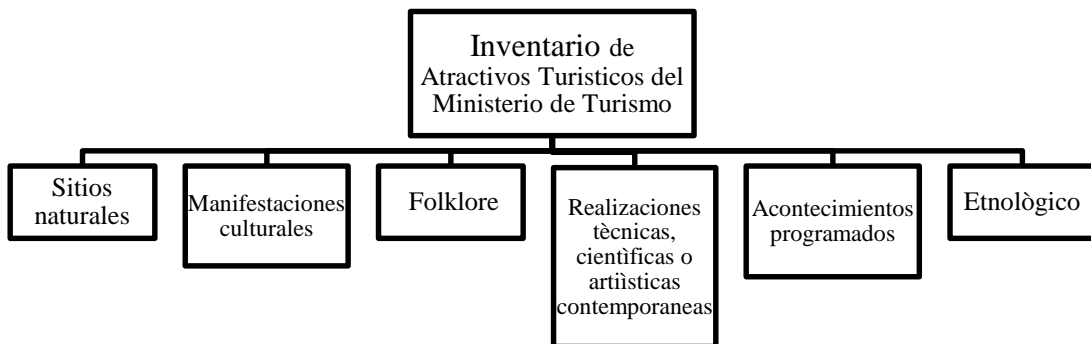 Inventario de
Atractivos Turisticos del
Ministerio de Turismo
Sitios
naturales
Manifestaciones
culturales
Folklore
Realizaciones
tècnicas,
cientìficas o
artiìsticas
contemporaneas
Acontecimientos
programados
Etnològico